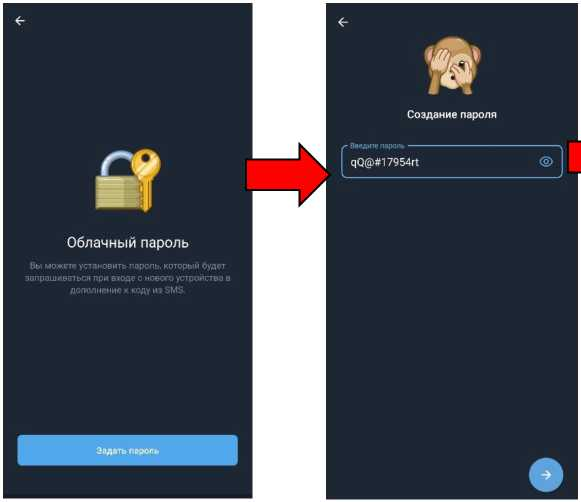 Облачный пароль
Вы можете установить пароль, который будет
запрашиваться при входе с нового устройства в
дополнение к коду из SMS.
Задать пароль
Создание пароля
Введите пароль
qQ@#17954rt